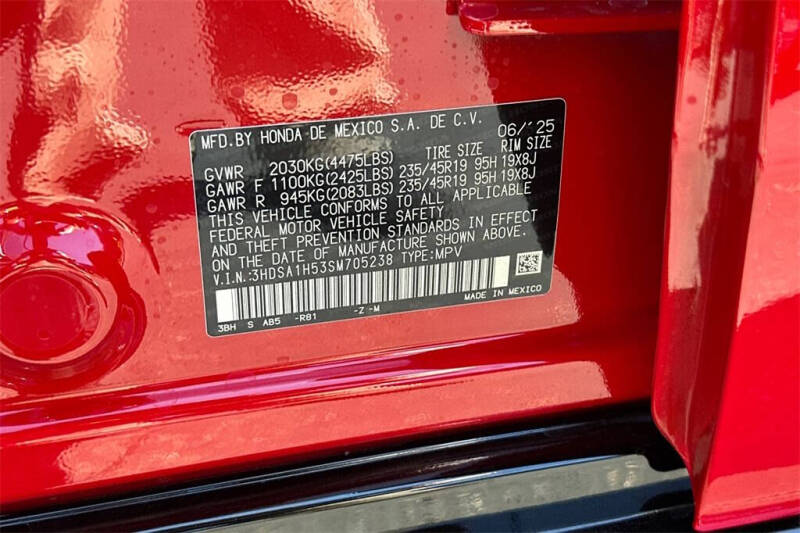 MFD.BY HONDA DE MEXICO S.A. DE C.V. 06/'25
GVWR 2030KG(4475LBS) TIRE SIZE RIM SIZE
GAWR F 1100KG(2425LBS) 235/45R19 95H 19X8J
GAWR R 945KG(2083LBS) 235/45R19 95H 19X8J
THIS VEHICLE CONFORMS TO ALL APPLICABLE
FEDERAL MOTOR VEHICLE SAFETY
AND THEFT PREVENTION STANDARDS IN EFFECT
ON THE DATE OF MANUFACTURE SHOWN ABOVE.
V.I.N.:3HDSA1H53SM705238 TYPE:MPV
MADE IN MEXICO
3BH S AB5 -R81 -Z -M